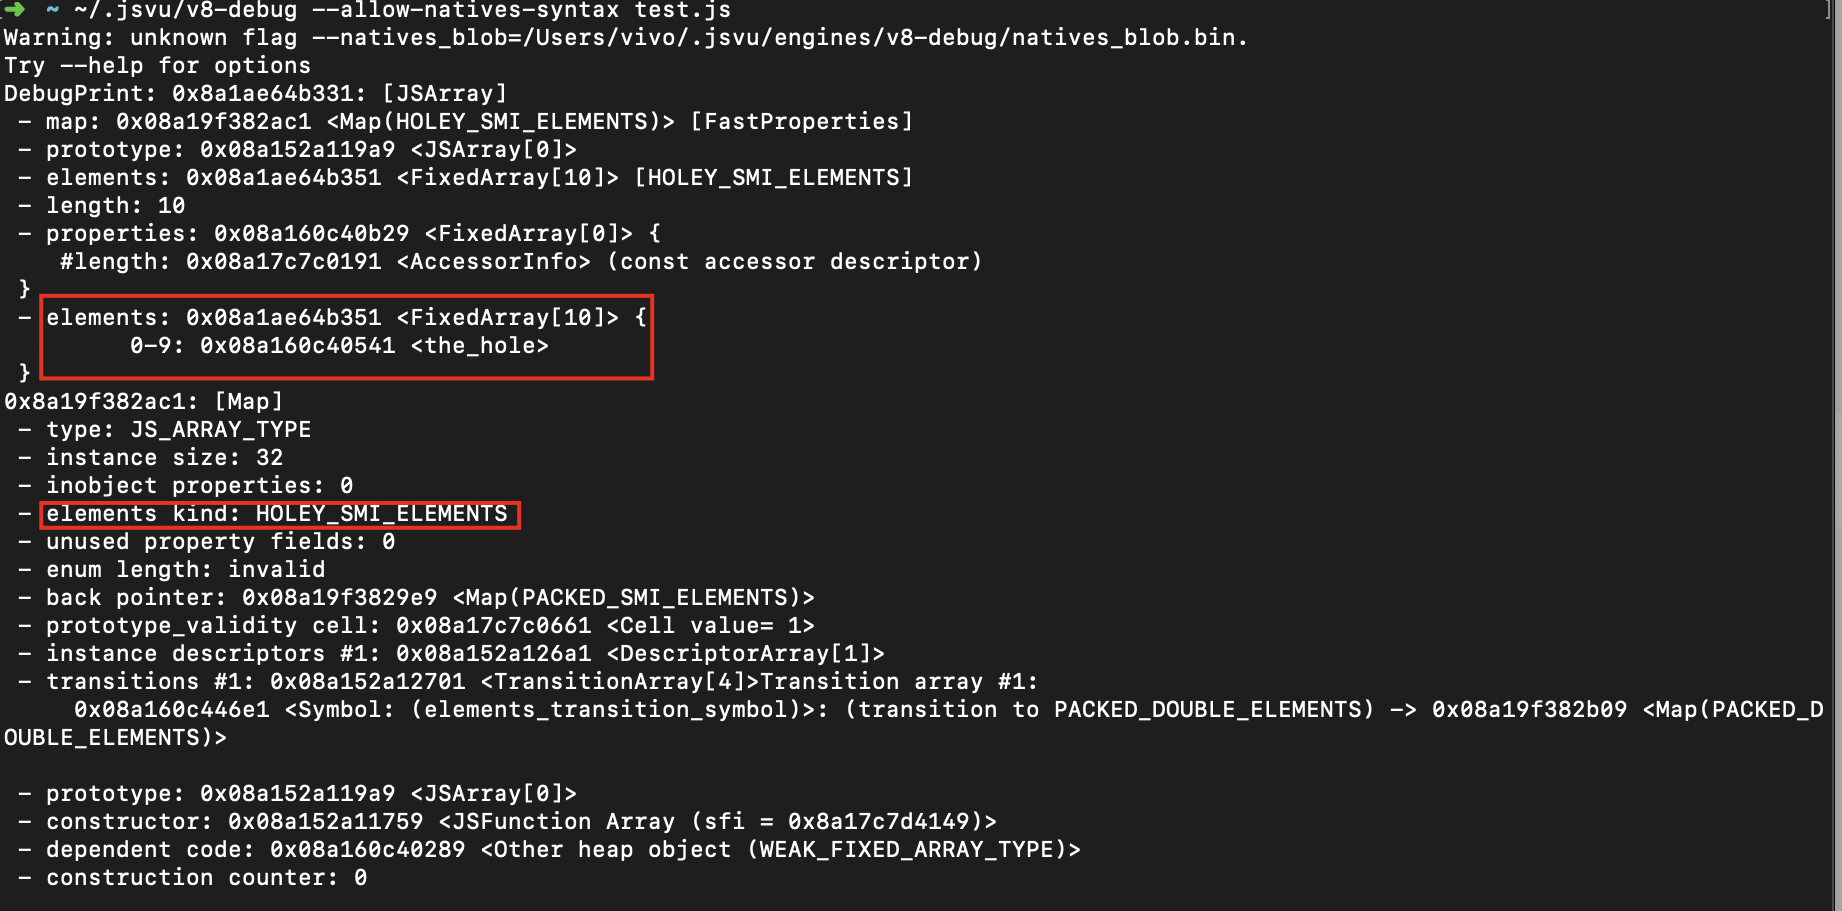 ➜ ~ ~/.jsvu/v8-debug --allow-natives-syntax test.js
Warning: unknown flag --natives_blob=/Users/vivo/.jsvu/engines/v8-debug/natives_blob.bin.
Try --help for options
DebugPrint: 0x8a1ae64b331: [JSArray]
- map: 0x08a19f382ac1 <Map(HOLEY_SMI_ELEMENTS)> [FastProperties]
- prototype: 0x08a152a119a9 <JSArray[0]>
- elements: 0x08a1ae64b351 <FixedArray[10]> [HOLEY_SMI_ELEMENTS]
- length: 10
- properties: 0x08a160c40b29 <FixedArray[0]> {
#length: 0x08a17c7c0191 <AccessorInfo> (const accessor descriptor)
}
- elements: 0x08a1ae64b351 <FixedArray[10]> {
0-9: 0x08a160c40541 <the_hole>
}
0x8a19f382ac1: [Map]
- type: JS_ARRAY_TYPE
- instance size: 32
- inobject properties: 0
- elements kind: HOLEY_SMI_ELEMENTS
- unused property fields: 0
- enum length: invalid
- back pointer: 0x08a19f3829e9 <Map(PACKED_SMI_ELEMENTS)>
- prototype_validity cell: 0x08a17c7c0661 <Cell value= 1>
- instance descriptors #1: 0x08a152a126a1 <DescriptorArray[1]>
- transitions #1: 0x08a152a12701 <TransitionArray[4]>Transition array #1:
0x08a160c446e1 <Symbol: (elements_transition_symbol)>: (transition to PACKED_DOUBLE_ELEMENTS) -> 0x08a19f382b09 <Map(PACKED_D
OUBLE_ELEMENTS)>
- prototype: 0x08a152a119a9 <JSArray[0]>
- constructor: 0x08a152a11759 <JSFunction Array (sfi = 0x8a17c7d4149)>
- dependent code: 0x08a160c40289 <Other heap object (WEAK_FIXED_ARRAY_TYPE)>
- construction counter: 0